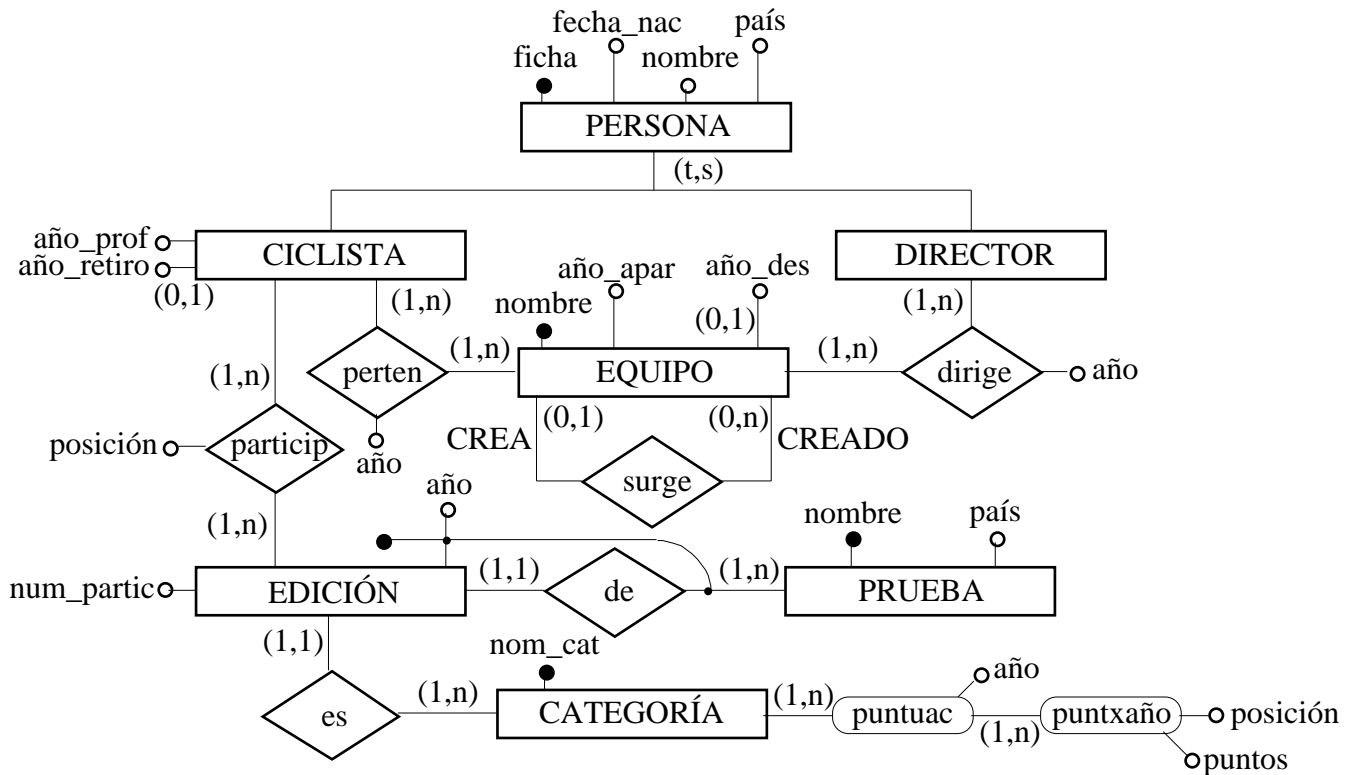 fecha_nac país
ficha nombre
PERSONA
(t,s)
año_prof CICLISTA DIRECTOR
año_retiro
(0,1) (1,n) año_apar año_des (1,n)
nombre (0,1)
(1,n) perten (1,n) EQUIPO (1,n) dirige año
(0,1) (0,n)
posición particip año CREA surge CREADO
año
(1,n) nombre país
num_partic EDICIÓN (1,1) de (1,n) PRUEBA
(1,1) nom_cat
es (1,n) CATEGORÍA (1,n) puntuac año (1,n) puntxaño posición
puntos